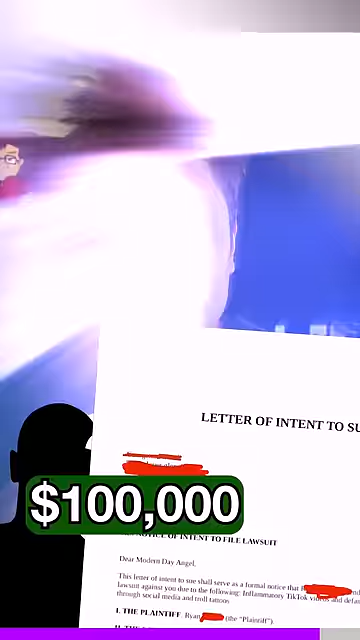 LETTER OF INTENT TO SU
$100,000
NOTICE OF INTENT TO FILE LAWSUIT
Dear Modern Day Angel,
This letter of intent to sue shall serve as a formal notice that
lawsuit against you due to the following: Inflammatory TikTok videos and defa
through social media and troll tattoos
I. THE PLAINTIFF Ryan (the "Plaintiff").